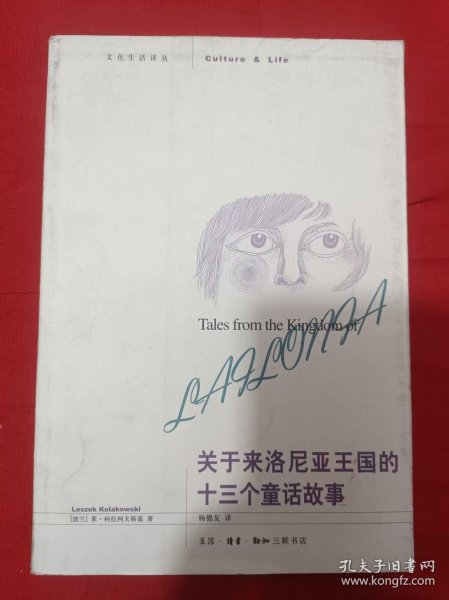 文化生活译丛
Culture & Life
Tales from the Kingdom of
LAILONIA
关于来洛尼亚王国的
十三个童话故事
Leszek Kolakowski
[波兰] 莱·柯拉柯夫斯基 著
杨德友 译
生活·读书·新知三联书店
孔夫子旧书网
www.kongfz.com